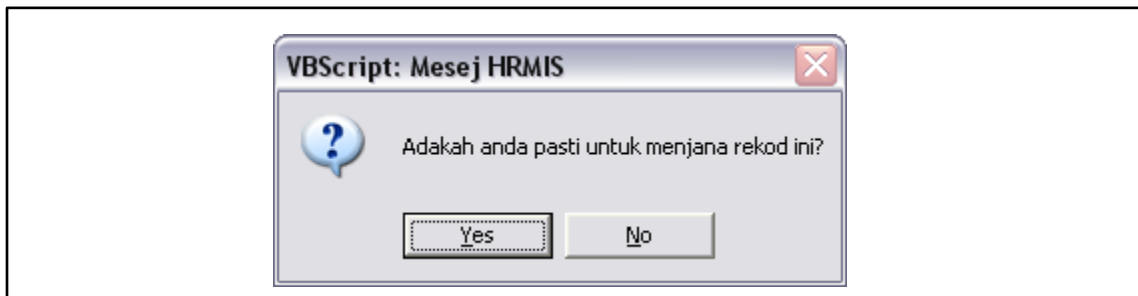 VBScript: Mesej HRMIS
Adakah anda pasti untuk menjana rekod ini?
Yes
No